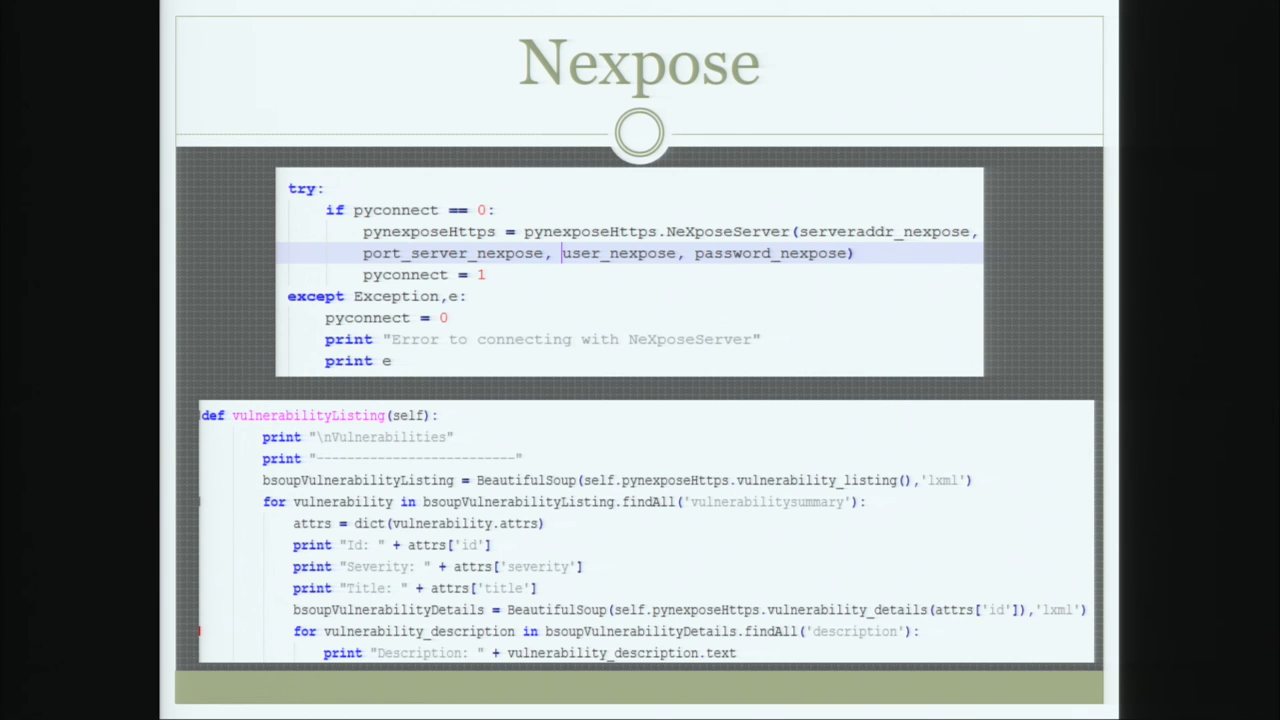 Nexpose
try:
if pyconnect == 0:
pynexposeHttps = pynexposeHttps.NeXposeServer(serveraddr_nexpose,
port_server_nexpose, user_nexpose, password_nexpose)
pyconnect = 1
except Exception,e:
pyconnect = 0
print "Error to connecting with NeXposeServer"
print e
def vulnerabilityListing(self):
print "\nVulnerabilities"
print "--------------------------"
bsoupVulnerabilityListing = BeautifulSoup(self.pynexposeHttps.vulnerability_listing(),'lxml')
for vulnerability in bsoupVulnerabilityListing.findAll('vulnerabilitysummary'):
attrs = dict(vulnerability.attrs)
print "Id: " + attrs['id']
print "Severity: " + attrs['severity']
print "Title: " + attrs['title']
bsoupVulnerabilityDetails = BeautifulSoup(self.pynexposeHttps.vulnerability_details(attrs['id']),'lxml')
for vulnerability_description in bsoupVulnerabilityDetails.findAll('description'):
print "Description: " + vulnerability_description.text